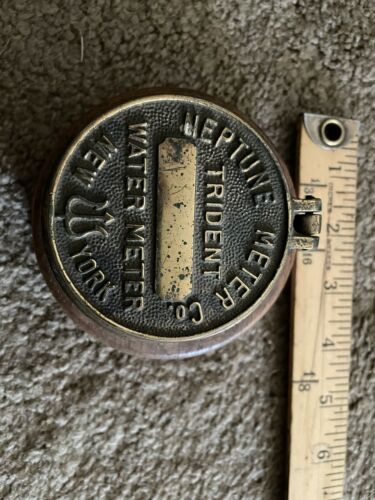 NEPTUNE METER CO.
TRIDENT
WATER METER
NEW YORK
1
2
3
4
5
6